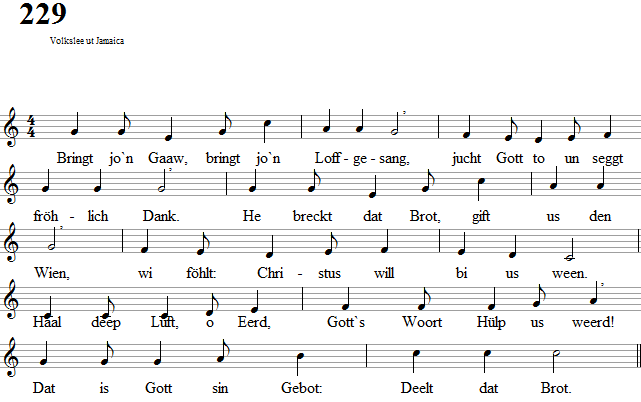 229
Volkslee ut Jamaica
Bringt jo`n Gaaw, bringt jo`n Loff - ge - sang, jucht Gott to un seggt
fröh - lich Dank. He breckt dat Brot, gift us den
Wien, wi föhlt: Chri - stus will bi us ween.
Haal deep Luft, o Eerd, Gott`s Woort Hülp us weerd!
Dat is Gott sin Gebot: Deelt dat Brot.